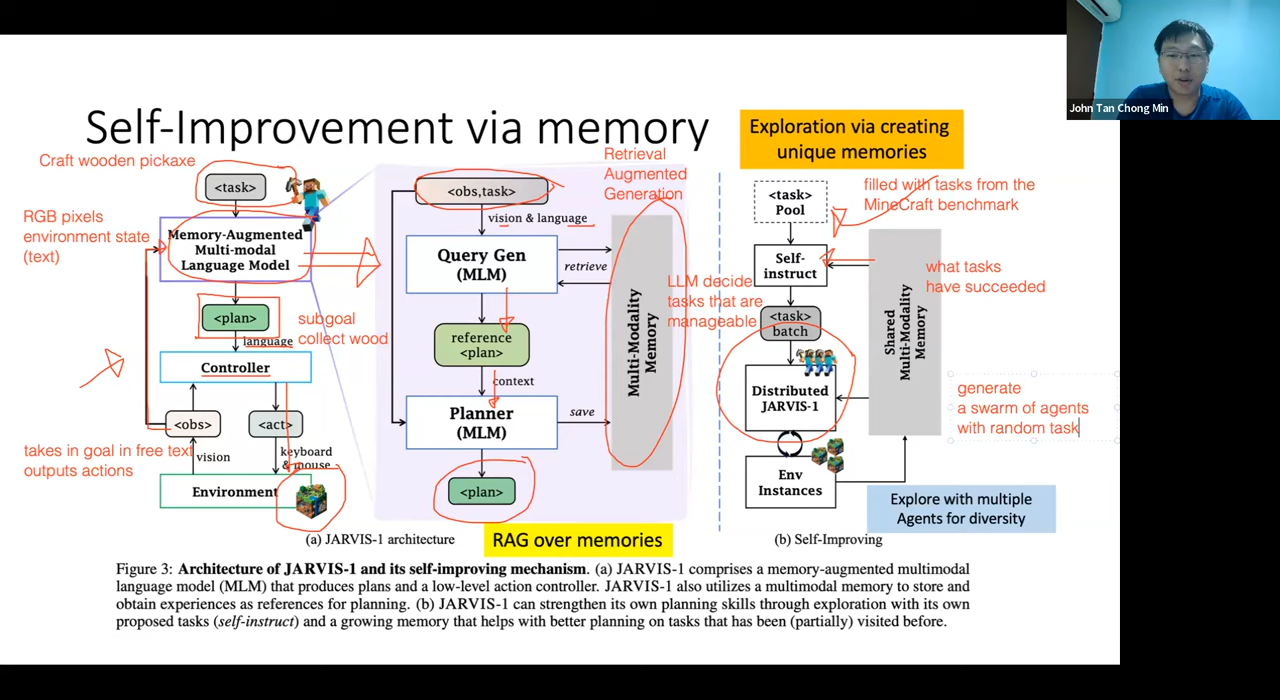 John Tan Chong Min
Self-Improvement via memory
Exploration via creating
unique memories
Craft wooden pickaxe
<task>
RGB pixels
environment state
(text)
Memory-Augmented
Multi-modal
Language Model
<plan>
language
subgoal
collect wood
Controller
<obs>
<act>
takes in goal in free text
outputs actions
vision
keyboard
& mouse
Environment
(a) JARVIS-1 architecture
Retrieval
Augmented
Generation
<obs,task>
vision & language
Query Gen
(MLM)
retrieve
reference
<plan>
context
Planner
(MLM)
save
<plan>
Multi-Modality
Memory
RAG over memories
<task>
Pool
filled with tasks from the
MineCraft benchmark
Self-
instruct
what tasks
have succeeded
LLM decide
tasks that are
manageable
<task>
batch
Shared
Multi-Modality
Memory
Distributed
JARVIS-1
generate
a swarm of agents
with random task
Env
Instances
Explore with multiple
Agents for diversity
(b) Self-Improving
Figure 3: Architecture of JARVIS-1 and its self-improving mechanism. (a) JARVIS-1 comprises a memory-augmented multimodal
language model (MLM) that produces plans and a low-level action controller. JARVIS-1 also utilizes a multimodal memory to store and
obtain experiences as references for planning. (b) JARVIS-1 can strengthen its own planning skills through exploration with its own
proposed tasks (self-instruct) and a growing memory that helps with better planning on tasks that has been (partially) visited before.